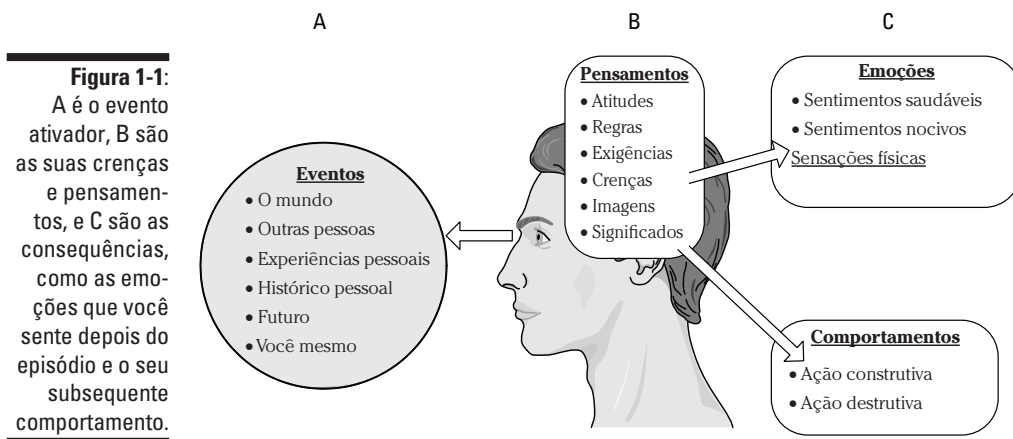 A
B
C
Figura 1-1:
A é o evento
ativador, B são
as suas crenças
e pensamen-
tos, e C são as
consequências,
como as emo-
ções que você
sente depois do
episódio e o seu
subsequente
comportamento.
Eventos
• O mundo
• Outras pessoas
• Experiências pessoais
• Histórico pessoal
• Futuro
• Você mesmo
Pensamentos
• Atitudes
• Regras
• Exigências
• Crenças
• Imagens
• Significados
Emoções
• Sentimentos saudáveis
• Sentimentos nocivos
Sensações físicas
Comportamentos
• Ação construtiva
• Ação destrutiva